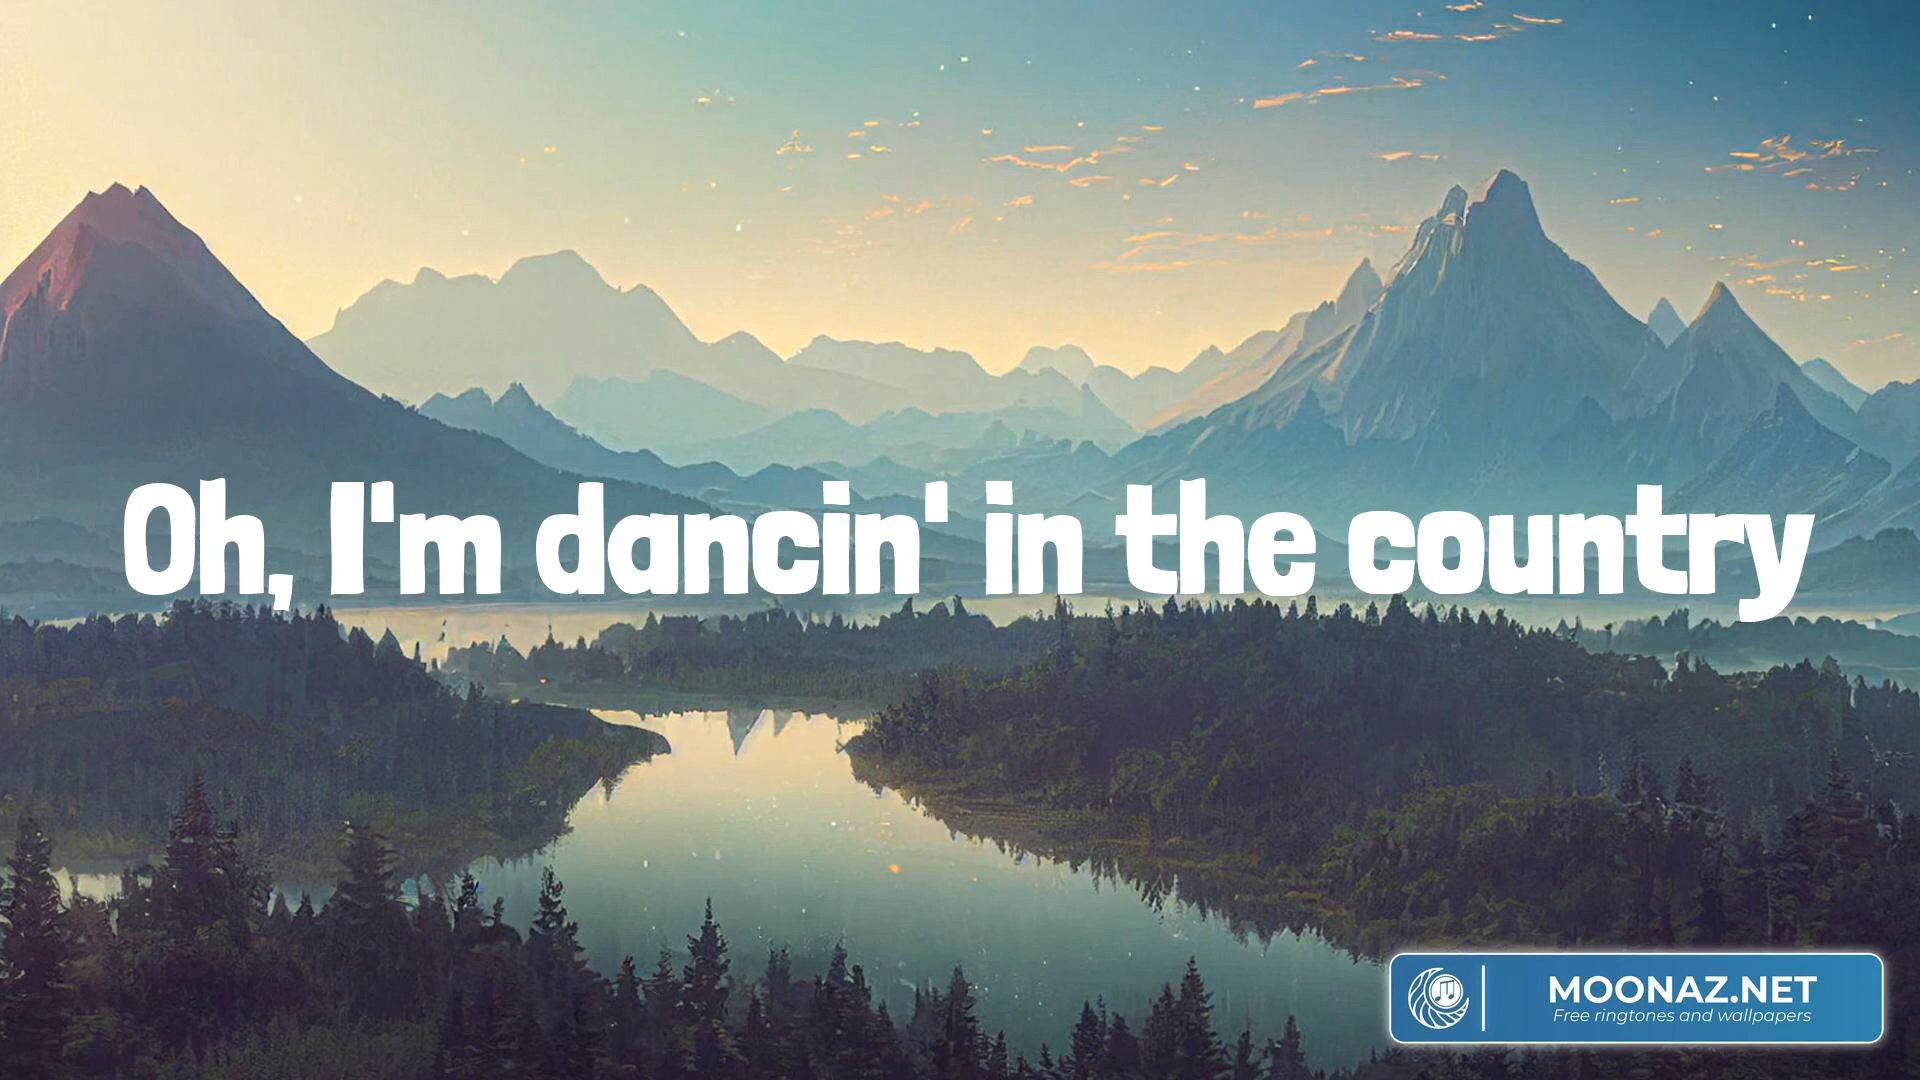 Oh, I'm dancin' in the country
MOONAZ.NET
Free ringtones and wallpapers